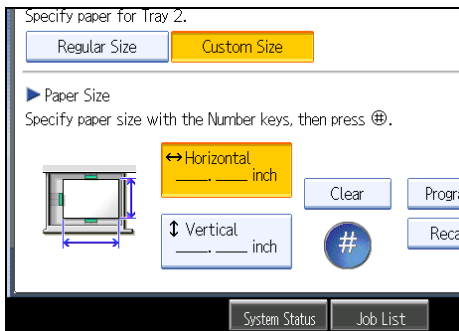 Specify paper for Tray 2.
Regular Size
Custom Size
▶ Paper Size
Specify paper size with the Number keys, then press ⊕.
↔ Horizontal
___.___ inch
Clear
Progra
↕ Vertical
___.___ inch
#
Reca
System Status
Job List